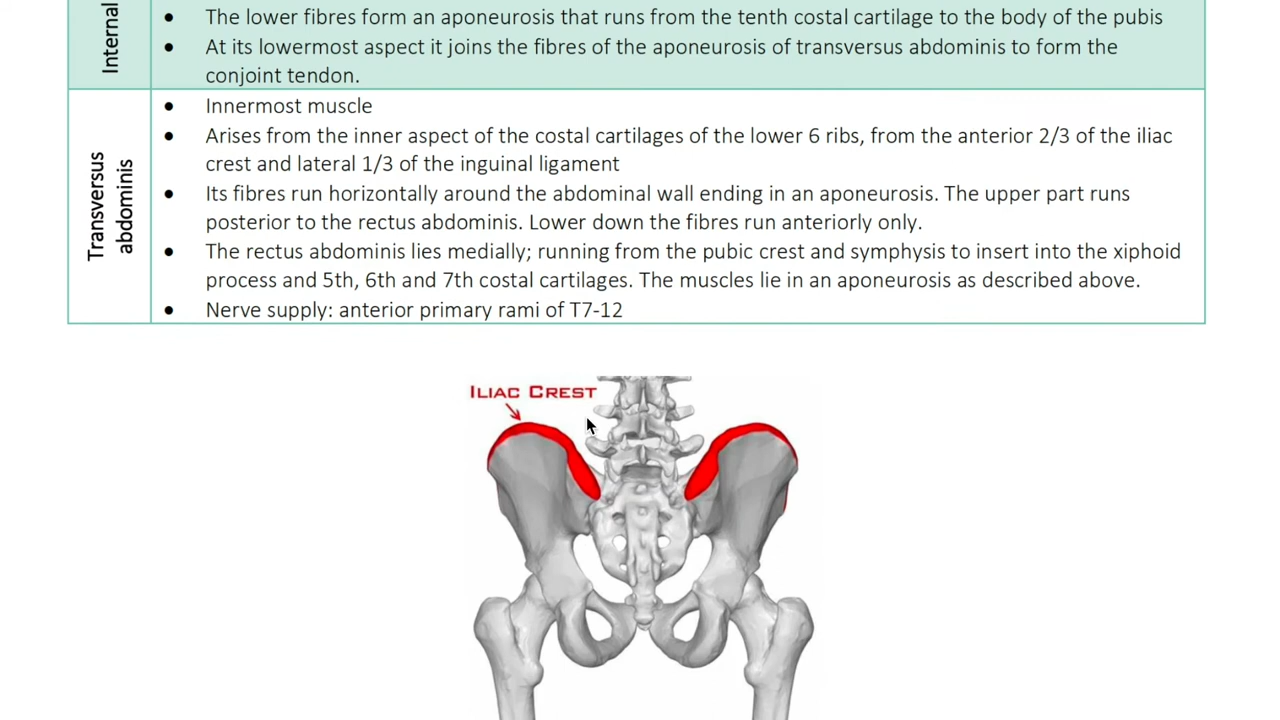 Internal
• The lower fibres form an aponeurosis that runs from the tenth costal cartilage to the body of the pubis
• At its lowermost aspect it joins the fibres of the aponeurosis of transversus abdominis to form the
conjoint tendon.
Transversus
abdominis
• Innermost muscle
• Arises from the inner aspect of the costal cartilages of the lower 6 ribs, from the anterior 2/3 of the iliac
crest and lateral 1/3 of the inguinal ligament
• Its fibres run horizontally around the abdominal wall ending in an aponeurosis. The upper part runs
posterior to the rectus abdominis. Lower down the fibres run anteriorly only.
• The rectus abdominis lies medially; running from the pubic crest and symphysis to insert into the xiphoid
process and 5th, 6th and 7th costal cartilages. The muscles lie in an aponeurosis as described above.
• Nerve supply: anterior primary rami of T7-12
ILIAC CREST